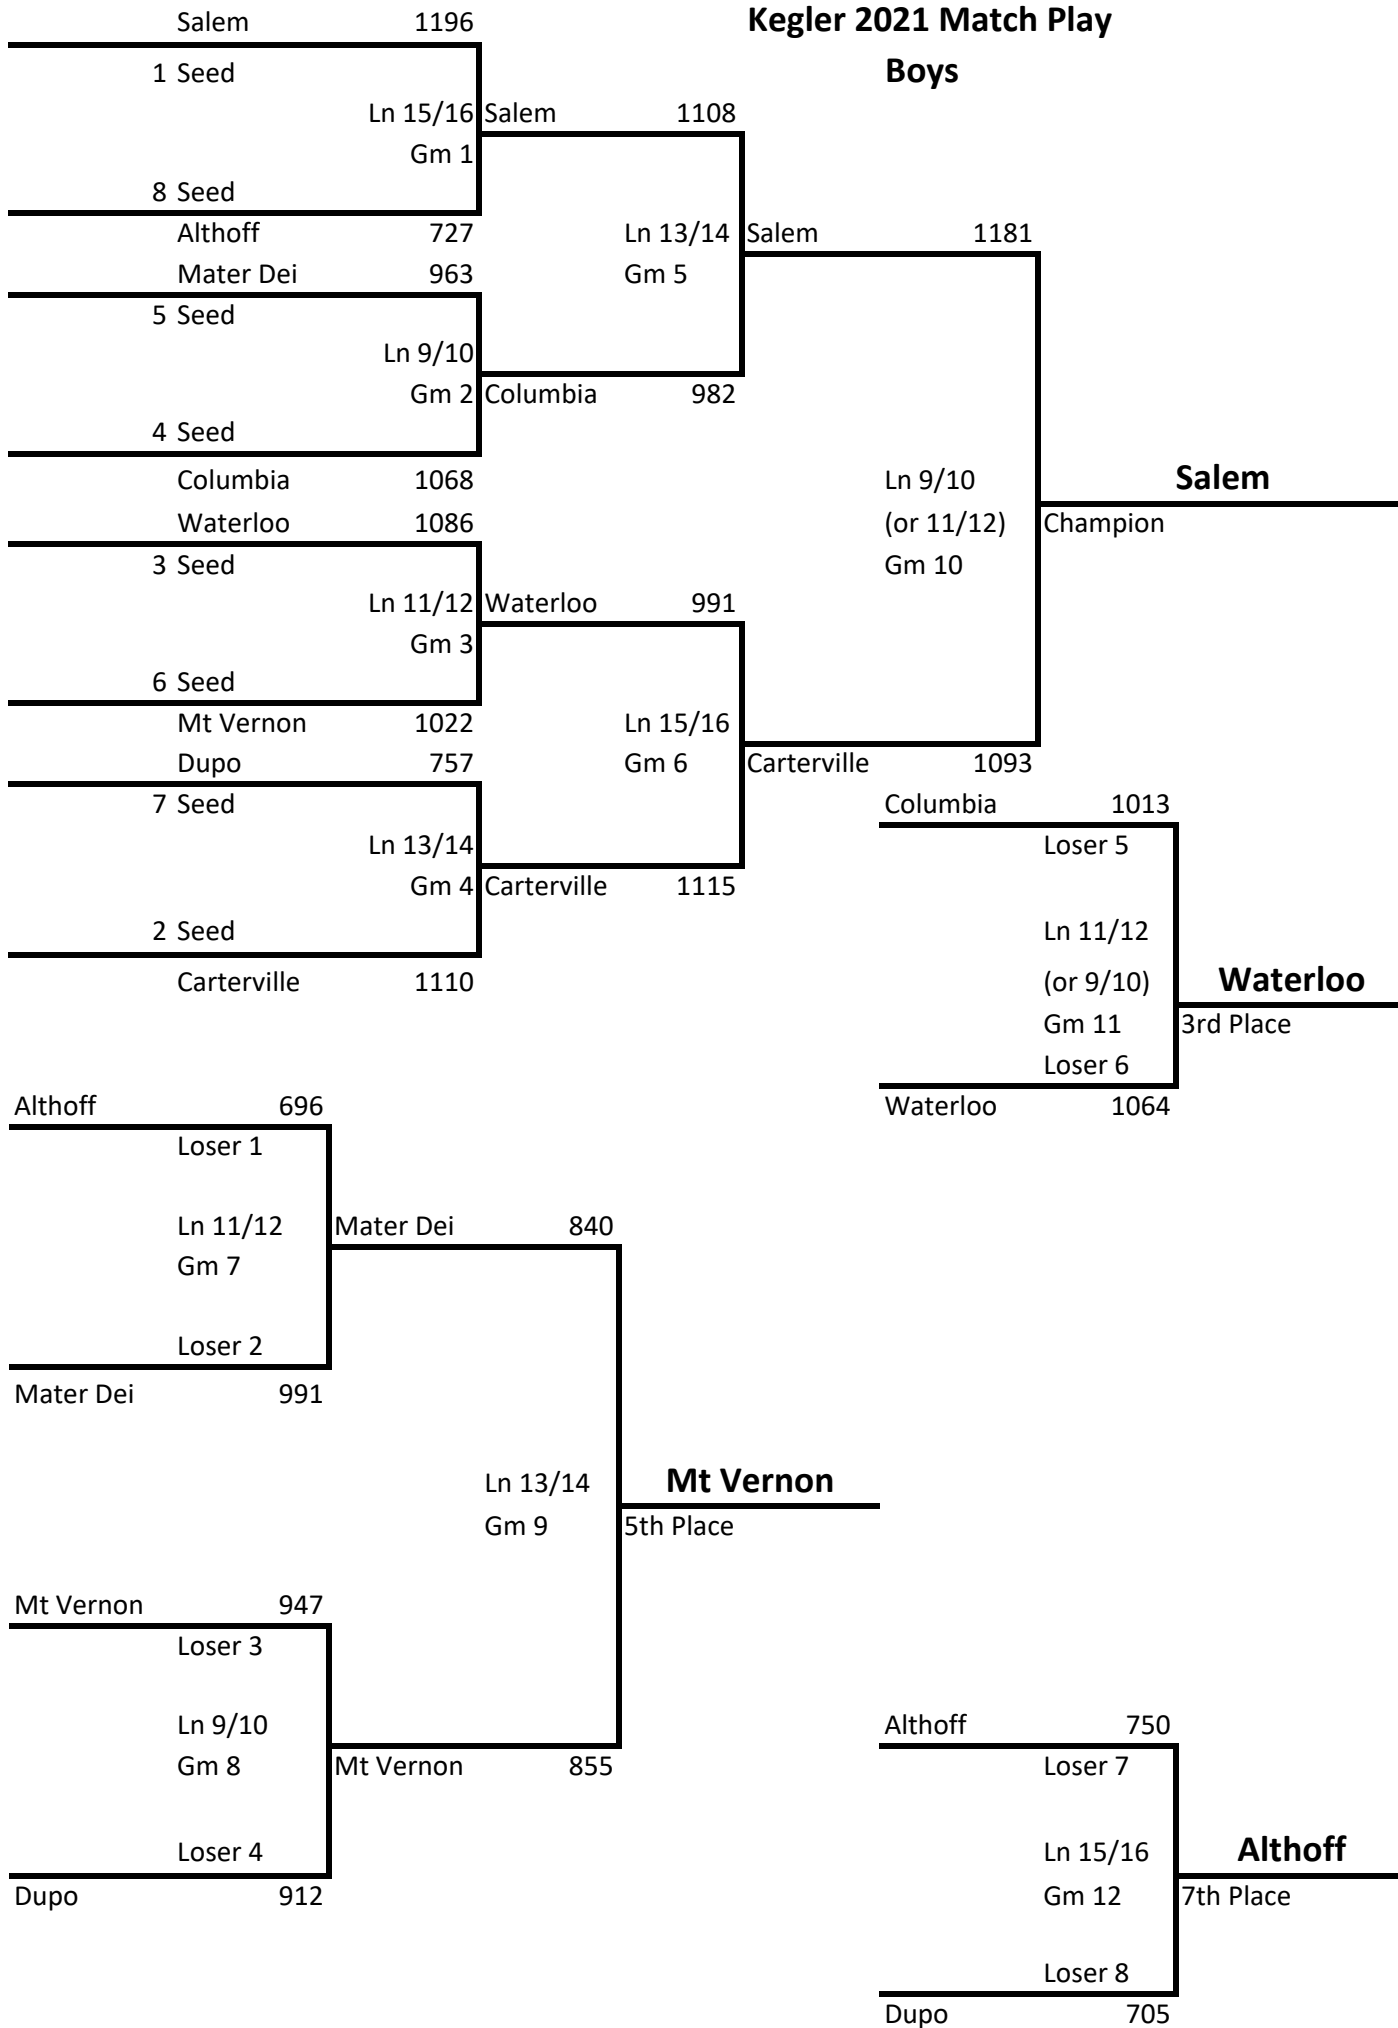 Kegler 2021 Match Play
Boys
Salem 1196
1 Seed
Ln 15/16 Salem 1108
Gm 1
8 Seed
Althoff 727 Ln 13/14 Salem 1181
Mater Dei 963 Gm 5
5 Seed
Ln 9/10
Gm 2 Columbia 982
4 Seed
Columbia 1068 Ln 9/10 Salem
Waterloo 1086 (or 11/12) Champion
3 Seed Gm 10
Ln 11/12 Waterloo 991
Gm 3
6 Seed
Mt Vernon 1022 Ln 15/16
Dupo 757 Gm 6 Carterville 1093
7 Seed Columbia 1013
Ln 13/14 Loser 5
Gm 4 Carterville 1115
2 Seed Ln 11/12
Carterville 1110 (or 9/10) Waterloo
Gm 11 3rd Place
Loser 6
Althoff 696 Waterloo 1064
Loser 1
Ln 11/12 Mater Dei 840
Gm 7
Loser 2
Mater Dei 991
Ln 13/14 Mt Vernon
Gm 9 5th Place
Mt Vernon 947
Loser 3
Ln 9/10 Althoff 750
Gm 8 Mt Vernon 855 Loser 7
Loser 4 Ln 15/16 Althoff
Dupo 912 Gm 12 7th Place
Loser 8
Dupo 705